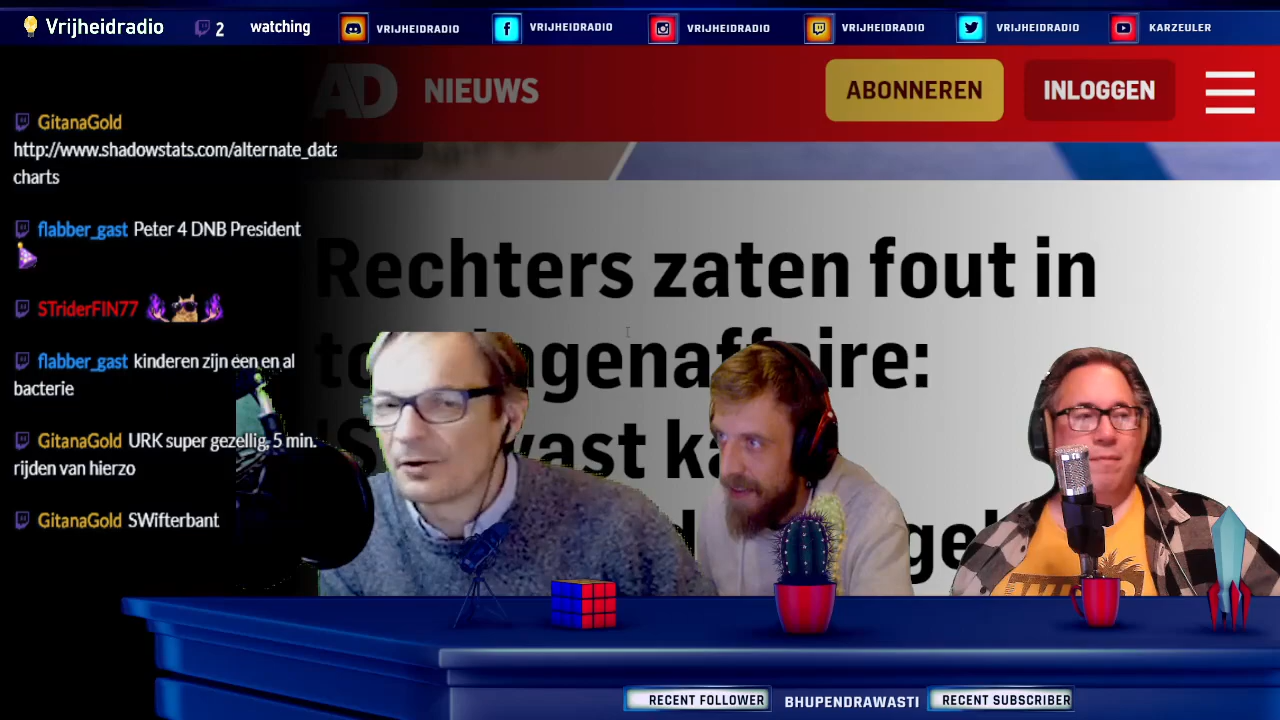 Vrijheidradio
2 watching
VRIJHEIDRADIO
VRIJHEIDRADIO
VRIJHEIDRADIO
VRIJHEIDRADIO
VRIJHEIDRADIO
KARZEULER
AD NIEUWS
ABONNEREN
INLOGGEN
GitanaGold
http://www.shadowstats.com/alternate_data
charts
flabber_gast Peter 4 DNB President
STriderFIN77
flabber_gast kinderen zijn een en al
bacterie
GitanaGold URK super gezellig, 5 min.
rijden van hierzo
GitanaGold SWifterbant
Rechters zaten fout in
RECENT FOLLOWER
BHUPENDRAWASTI
RECENT SUBSCRIBER